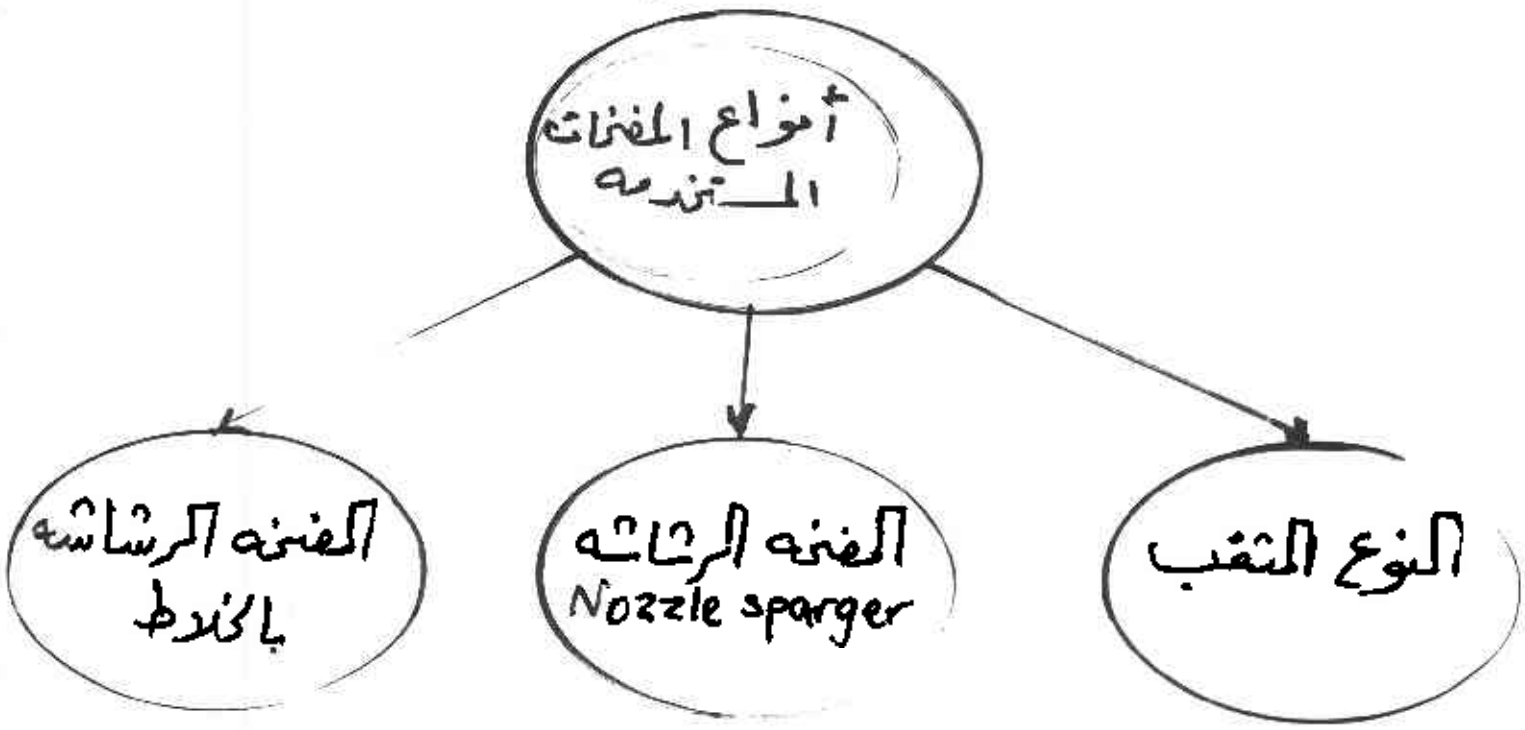 أنواع المضخات
المستخدمه
النوع المثقب
المضخه الرشاشه
Nozzle sparger
المضخه الرشاشه
بالخلاط